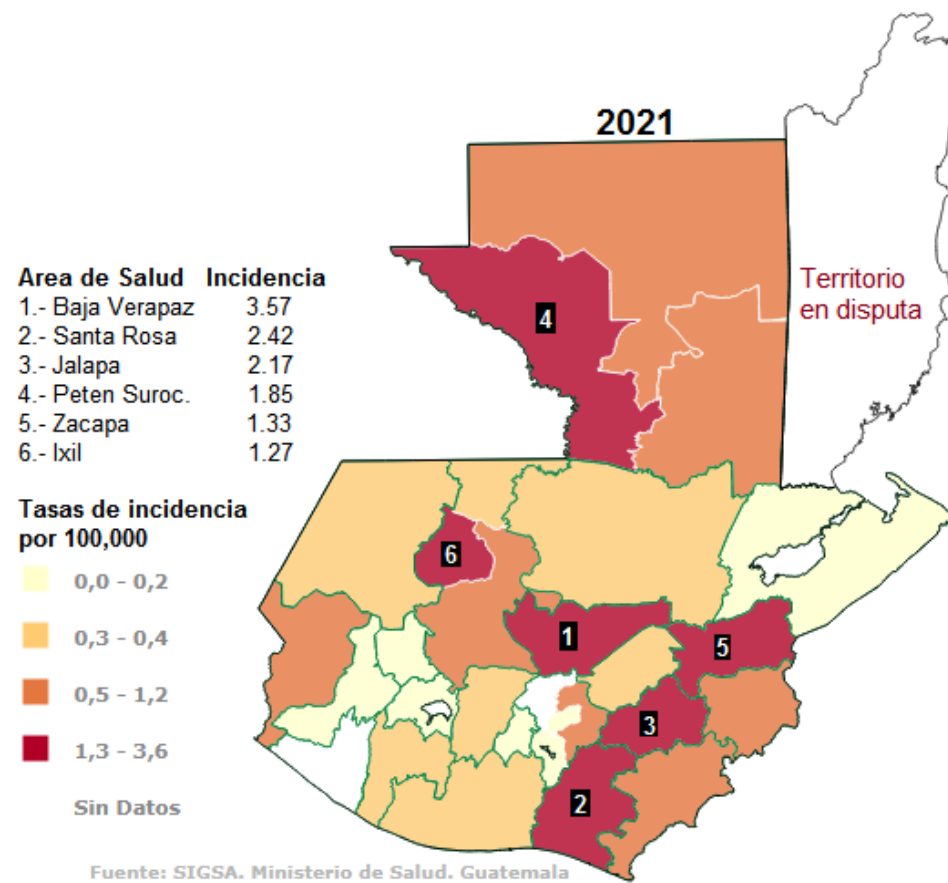 2021
Territorio
en disputa
Area de Salud Incidencia
1.- Baja Verapaz 3.57
2.- Santa Rosa 2.42
3.- Jalapa 2.17
4.- Peten Suroc. 1.85
5.- Zacapa 1.33
6.- Ixil 1.27
Tasas de incidencia
por 100,000
0,0 - 0,2
0,3 - 0,4
0,5 - 1,2
1,3 - 3,6
Sin Datos
4
6
1
5
3
2
Fuente: SIGSA. Ministerio de Salud. Guatemala